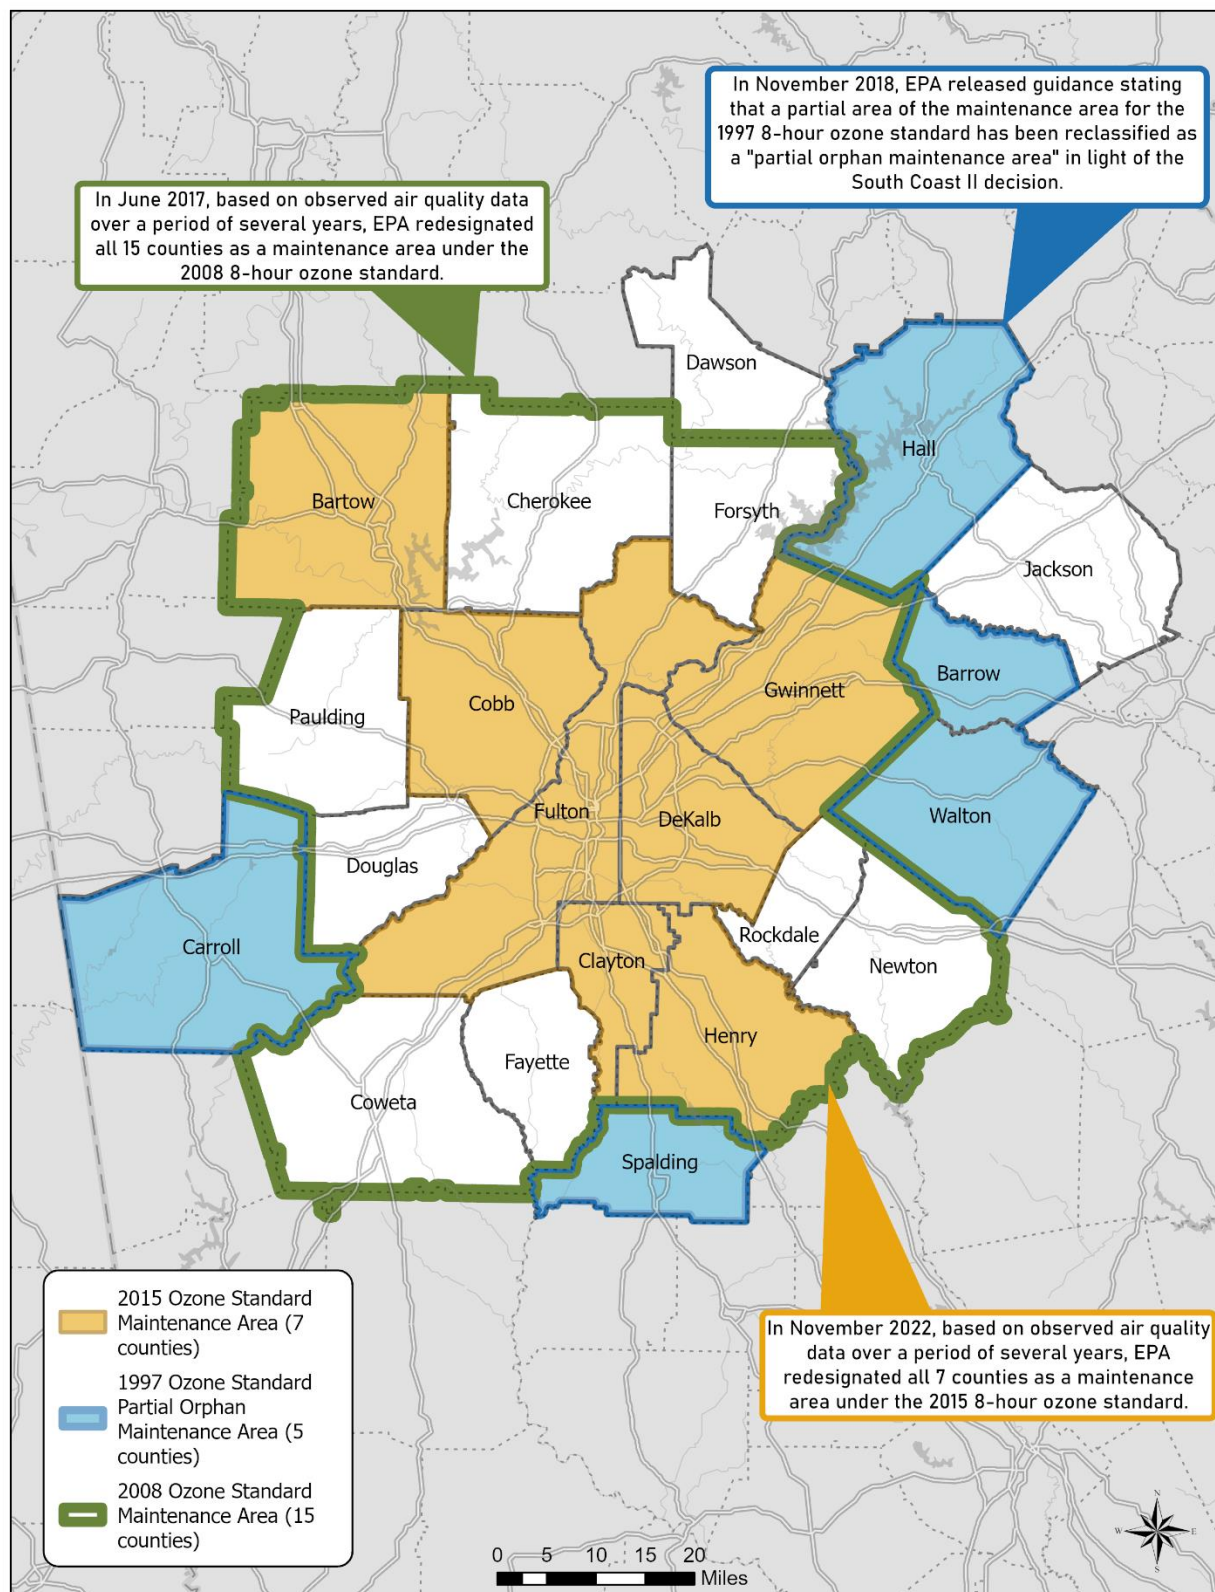 In November 2018, EPA released guidance stating
that a partial area of the maintenance area for the
1997 8-hour ozone standard has been reclassified as
a "partial orphan maintenance area" in light of the
South Coast II decision.
In June 2017, based on observed air quality data
over a period of several years, EPA redesignated
all 15 counties as a maintenance area under the
2008 8-hour ozone standard.
Dawson
Hall
Bartow
Cherokee
Forsyth
Jackson
Barrow
Gwinnett
Cobb
Paulding
Fulton
DeKalb
Walton
Douglas
Rockdale
Carroll
Clayton
Newton
Henry
Fayette
Coweta
Spalding
2015 Ozone Standard
Maintenance Area (7
counties)
1997 Ozone Standard
Partial Orphan
Maintenance Area (5
counties)
2008 Ozone Standard
Maintenance Area (15
counties)
In November 2022, based on observed air quality
data over a period of several years, EPA
redesignated all 7 counties as a maintenance
area under the 2015 8-hour ozone standard.
0 5 10 15 20
Miles
N
W E
S